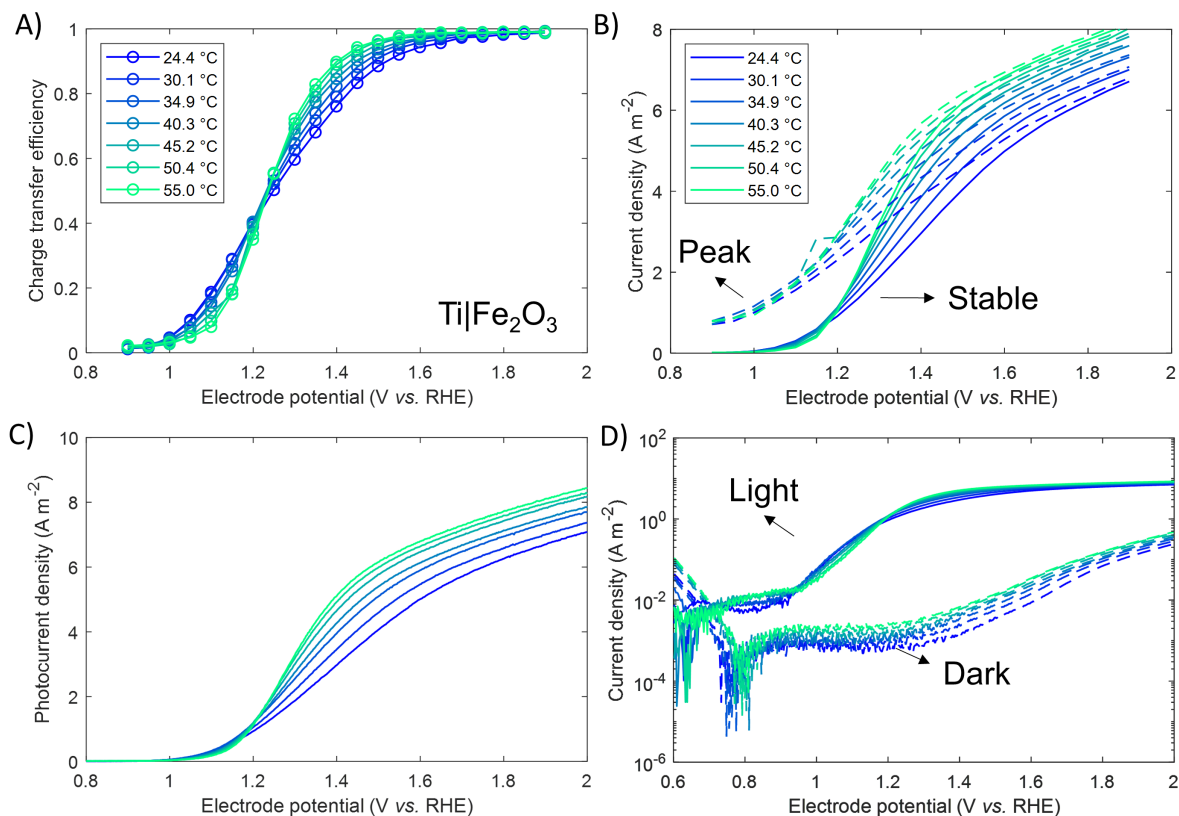 A)
1
0.8
0.6
0.4
0.2
0
Charge transfer efficiency
24.4 °C
30.1 °C
34.9 °C
40.3 °C
45.2 °C
50.4 °C
55.0 °C
Ti|Fe₂O₃
0.8 1 1.2 1.4 1.6 1.8 2
Electrode potential (V vs. RHE)
B)
8
6
4
2
0
Current density (A m⁻²)
24.4 °C
30.1 °C
34.9 °C
40.3 °C
45.2 °C
50.4 °C
55.0 °C
Peak
Stable
0.8 1 1.2 1.4 1.6 1.8 2
Electrode potential (V vs. RHE)
C)
10
8
6
4
2
0
Photocurrent density (A m⁻²)
0.8 1 1.2 1.4 1.6 1.8 2
Electrode potential (V vs. RHE)
D)
10²
10⁰
10⁻²
10⁻⁴
10⁻⁶
Current density (A m⁻²)
Light
Dark
0.6 0.8 1 1.2 1.4 1.6 1.8 2
Electrode potential (V vs. RHE)